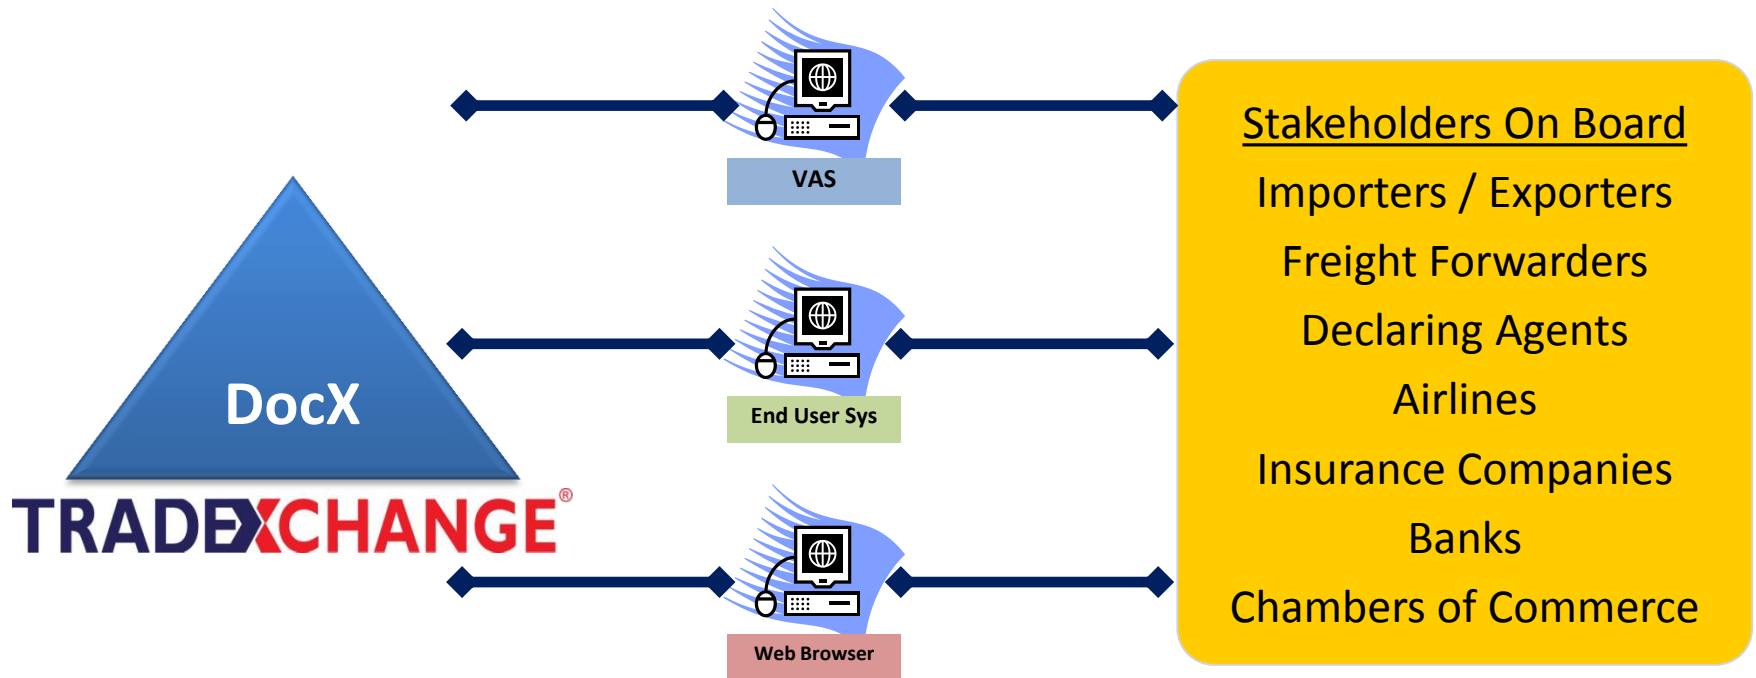 DocX
TRADEXCHANGE®
VAS
End User Sys
Web Browser
Stakeholders On Board
Importers / Exporters
Freight Forwarders
Declaring Agents
Airlines
Insurance Companies
Banks
Chambers of Commerce